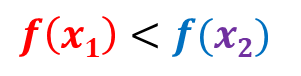 f(x₁) < f(x₂)